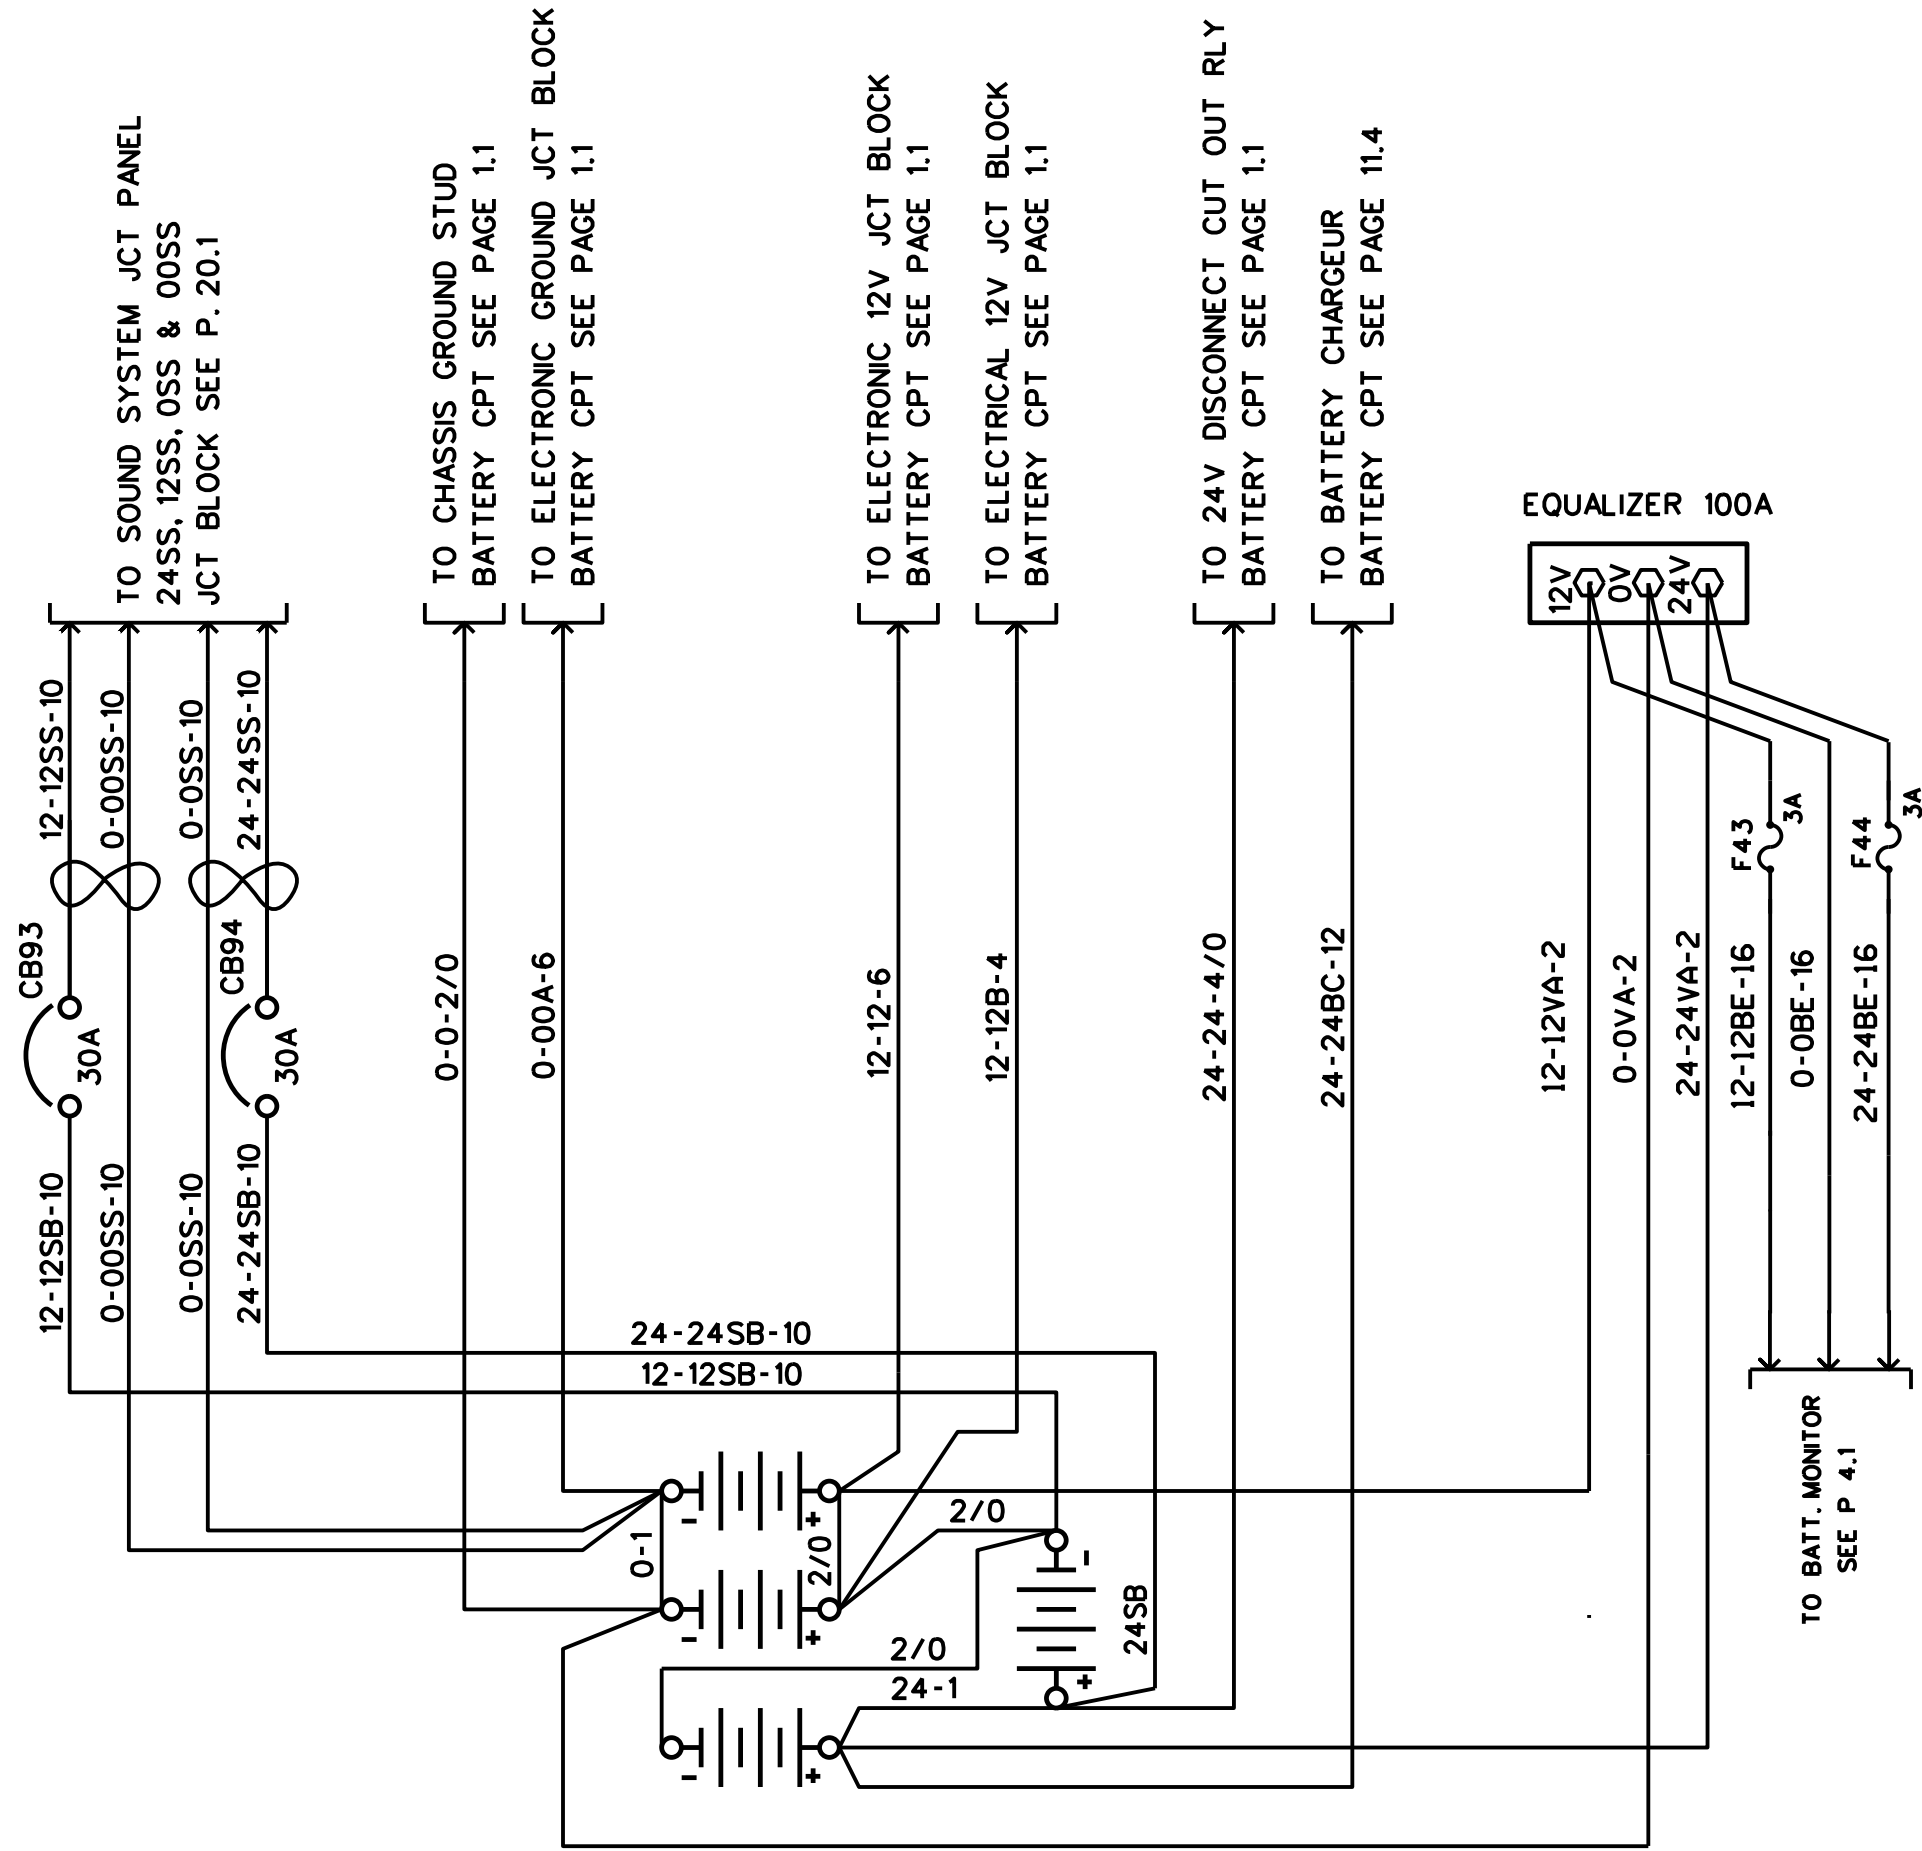 TO SOUND SYSTEM JCT PANEL
24SS, 12SS, 0SS & 00SS
JCT BLOCK SEE P. 20.1
TO CHASSIS GROUND STUD
BATTERY CPT SEE PAGE 1.1
TO ELECTRONIC GROUND JCT BLOCK
BATTERY CPT SEE PAGE 1.1
TO ELECTRONIC 12V JCT BLOCK
BATTERY CPT SEE PAGE 1.1
TO ELECTRICAL 12V JCT BLOCK
BATTERY CPT SEE PAGE 1.1
TO 24V DISCONNECT CUT OUT RLY
BATTERY CPT SEE PAGE 1.1
TO BATTERY CHARGEUR
BATTERY CPT SEE PAGE 11.4
EQUALIZER 100A
12V
0V
24V
12-12SS-10
0-00SS-10
0-0SS-10
24-24SS-10
F43
3A
F44
3A
CB93
30A
CB94
30A
0-0-2/0
0-00A-6
12-12-6
12-12B-4
24-24-4/0
24-24BC-12
12-12VA-2
0-0VA-2
24-24VA-2
12-12BE-16
0-0BE-16
24-24BE-16
12-12SB-10
0-00SS-10
0-0SS-10
24-24SB-10
24-24SB-10
12-12SB-10
-
+
0-1
2/0
2/0
-
24SB
-
+
2/0
24-1
+
-
+
TO BATT. MONITOR
SEE P 4.1